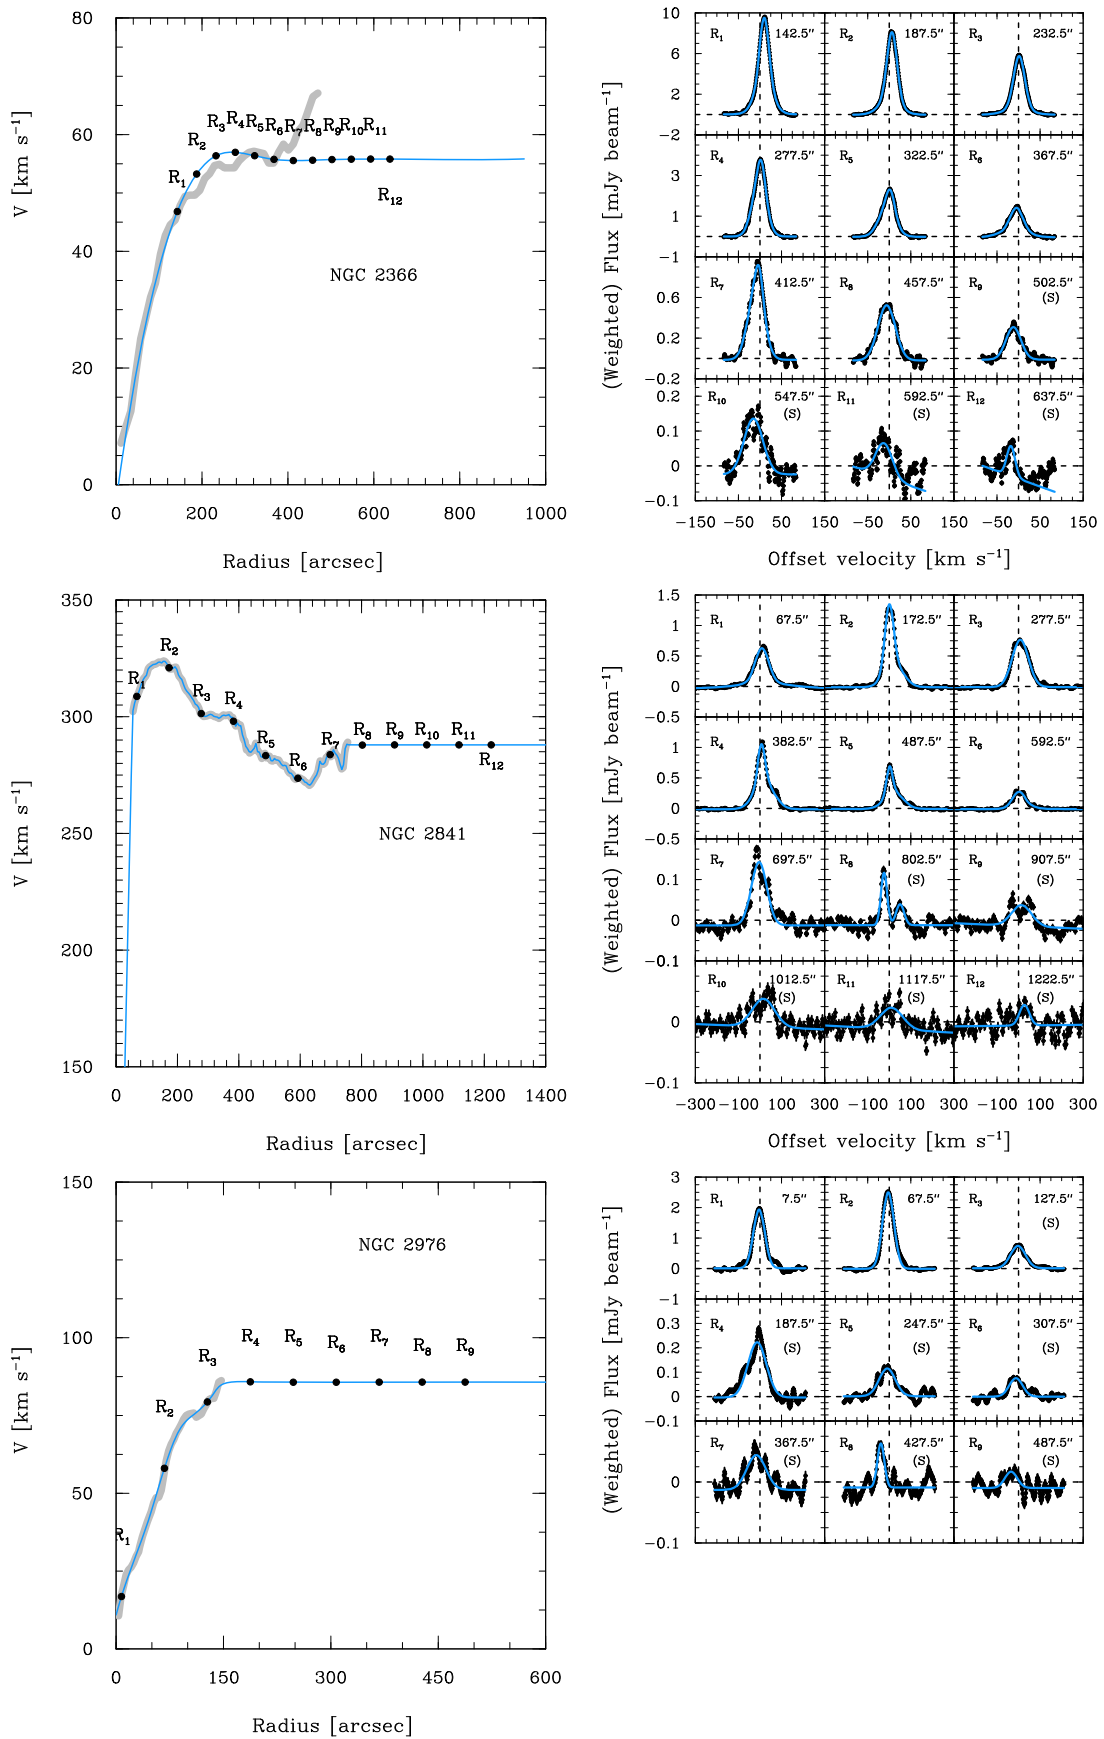 80
60
40
20
0
V [km s⁻¹]
R₁
R₂
R₃ R₄ R₅ R₆ R₇ R₈ R₉ R₁₀ R₁₁
R₁₂
NGC 2366
0 200 400 600 800 1000
Radius [arcsec]
(Weighted) Flux [mJy beam⁻¹]
10
6
2
−2
R₁ 142.5″
R₂ 187.5″
R₃ 232.5″
3
1
−1
R₄ 277.5″
R₅ 322.5″
R₆ 367.5″
0.6
0.2
−0.2
R₇ 412.5″
R₈ 457.5″
R₉ 502.5″
(S)
0.2
0.1
0
−0.1
R₁₀ 547.5″
(S)
R₁₁ 592.5″
(S)
R₁₂ 637.5″
(S)
−150 −50 50 150 −50 50 150 −50 50 150
Offset velocity [km s⁻¹]
350
300
250
200
150
V [km s⁻¹]
R₁ R₂ R₃ R₄ R₅ R₆ R₇ R₈ R₉ R₁₀ R₁₁
R₁₂
NGC 2841
0 200 400 600 800 1000 1200 1400
Radius [arcsec]
(Weighted) Flux [mJy beam⁻¹]
1.5
1
0.5
0
−0.5
R₁ 67.5″
R₂ 172.5″
R₃ 277.5″
1
0
−0.5
R₄ 382.5″
R₅ 487.5″
R₆ 592.5″
0.1
0
−0.1
R₇ 697.5″
R₈ 802.5″
(S)
R₉ 907.5″
(S)
0
−0.1
R₁₀ 1012.5″
(S)
R₁₁ 1117.5″
(S)
R₁₂ 1222.5″
(S)
−300 −100 100 300 −100 100 300 −100 100 300
Offset velocity [km s⁻¹]
150
100
50
0
V [km s⁻¹]
NGC 2976
R₁ R₂ R₃ R₄ R₅ R₆ R₇ R₈ R₉
0 150 300 450 600
Radius [arcsec]
(Weighted) Flux [mJy beam⁻¹]
3
2
1
0
−1
R₁ 7.5″
R₂ 67.5″
R₃ 127.5″
(S)
0.3
0.2
0.1
0
−0.1
R₄ 187.5″
(S)
R₅ 247.5″
(S)
R₆ 307.5″
(S)
0
−0.1
R₇ 367.5″
(S)
R₈ 427.5″
(S)
R₉ 487.5″
(S)